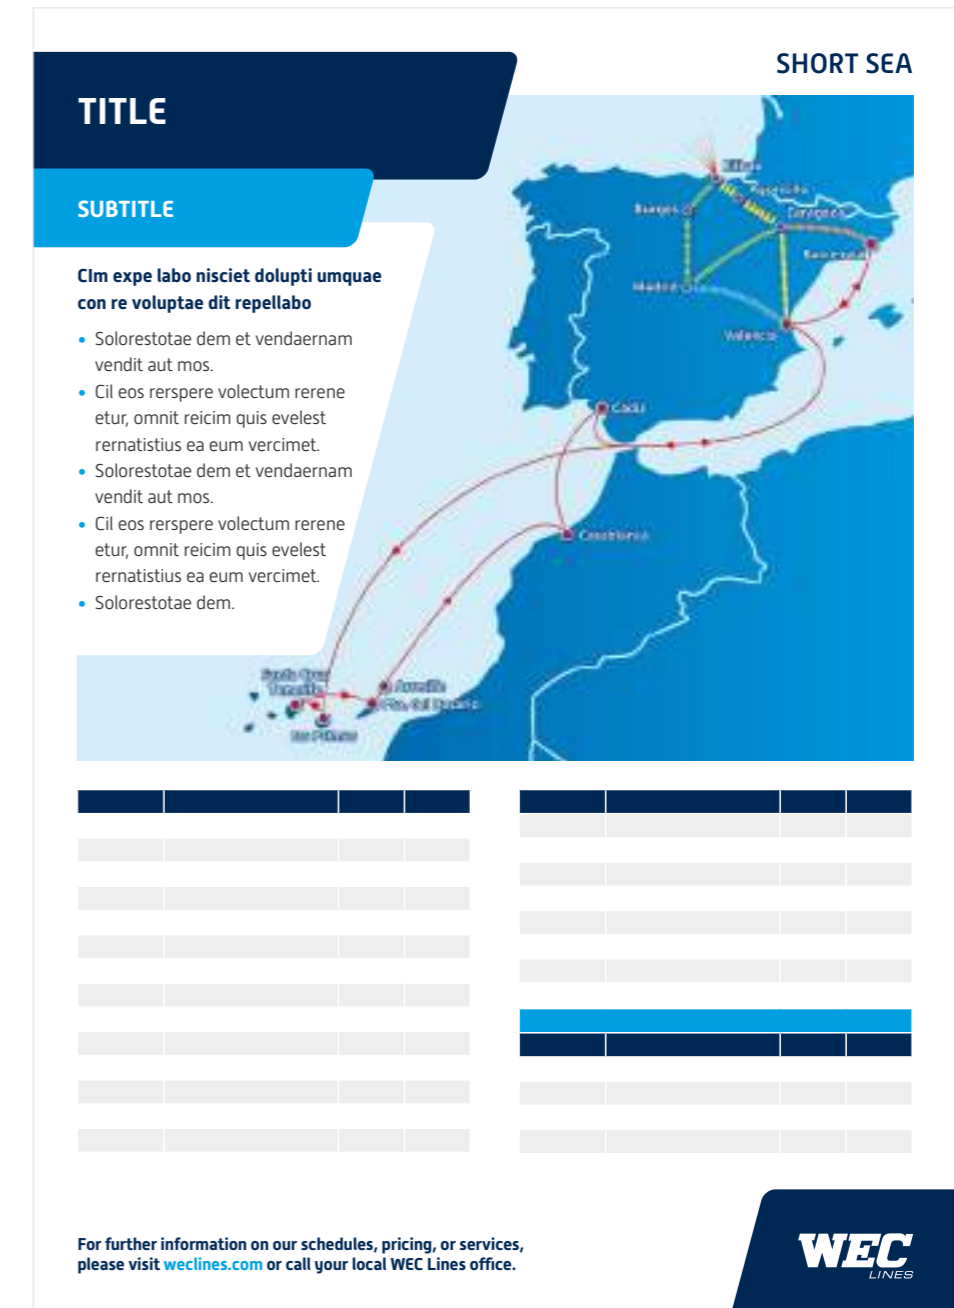 SHORT SEA
TITLE
SUBTITLE
CIm expe labo nisciet dolupti umquae
con re voluptae dit repellabo
• Solorestotae dem et vendaernam
vendit aut mos.
• Cil eos rerspere volectum rerene
etur, omnit reicim quis evelest
rernatistius ea eum vercimet.
• Solorestotae dem et vendaernam
vendit aut mos.
• Cil eos rerspere volectum rerene
etur, omnit reicim quis evelest
rernatistius ea eum vercimet.
• Solorestotae dem.
Bilbao
Burgos
Zaragoza
Barcelona
Madrid
Valencia
Cadiz
Casablanca
Santa Cruz
Tenerife
Arrecife
Las Palmas
For further information on our schedules, pricing, or services,
please visit weclines.com or call your local WEC Lines office.
WEC
LINES